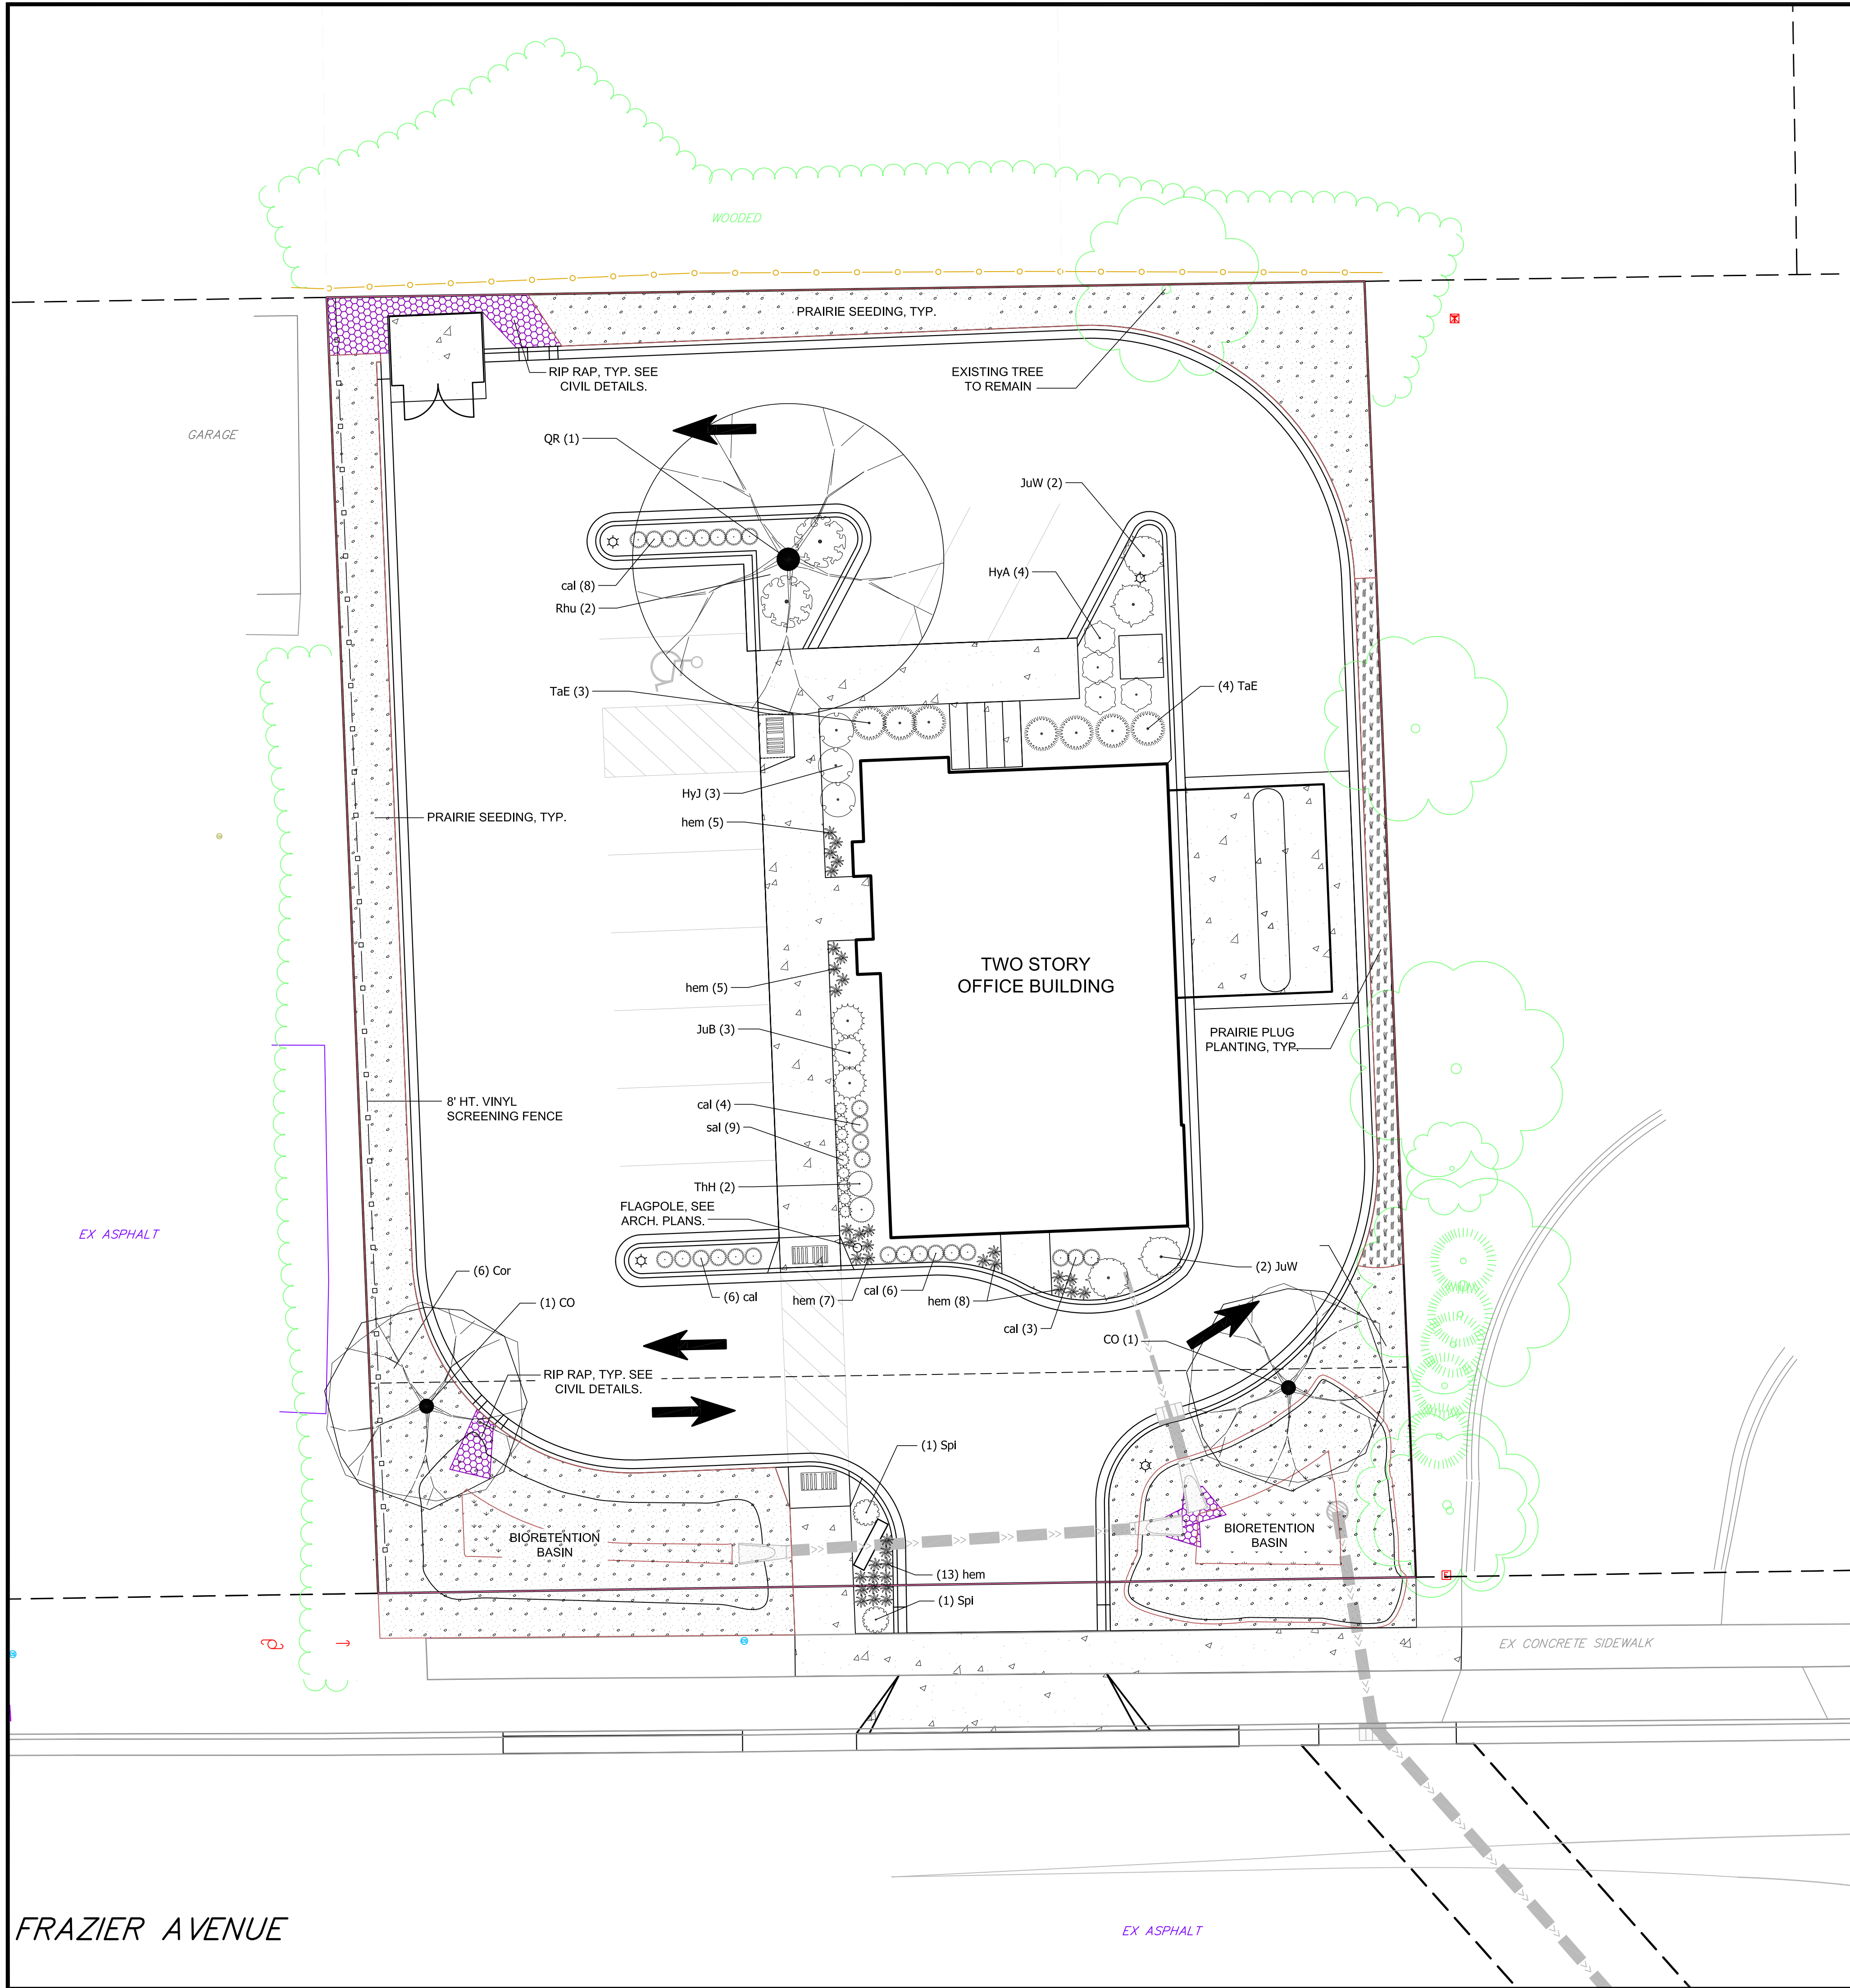 WOODED
PRAIRIE SEEDING, TYP.
RIP RAP, TYP. SEE
CIVIL DETAILS.
EXISTING TREE
TO REMAIN
GARAGE
QR (1)
JuW (2)
HyA (4)
cal (8)
Rhu (2)
TaE (3)
(4) TaE
HyJ (3)
hem (5)
PRAIRIE SEEDING, TYP.
TWO STORY
OFFICE BUILDING
hem (5)
JuB (3)
PRAIRIE PLUG
PLANTING, TYP.
8' HT. VINYL
SCREENING FENCE
cal (4)
sal (9)
ThH (2)
FLAGPOLE, SEE
ARCH. PLANS.
EX ASPHALT
(6) Cor
(2) JuW
(6) cal
hem (7)
cal (6)
hem (8)
(1) CO
cal (3)
CO (1)
RIP RAP, TYP. SEE
CIVIL DETAILS.
(1) Spi
BIORETENTION
BASIN
BIORETENTION
BASIN
(13) hem
(1) Spi
EX CONCRETE SIDEWALK
FRAZIER AVENUE
EX ASPHALT